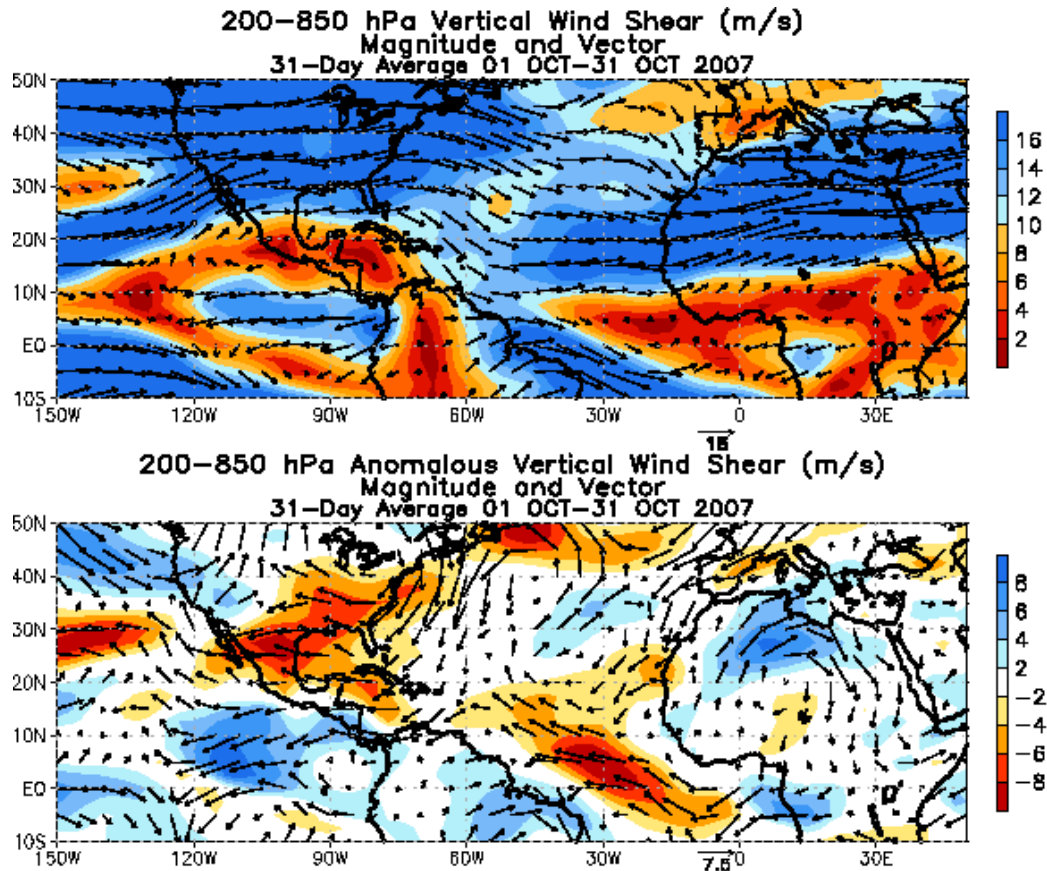 200-850 hPa Vertical Wind Shear (m/s)
Magnitude and Vector
31-Day Average 01 OCT-31 OCT 2007
50N
40N
30N
20N
10N
EQ
10S
150W 120W 90W 60W 30W 0 30E
16
14
12
10
8
6
4
2
15
200-850 hPa Anomalous Vertical Wind Shear (m/s)
Magnitude and Vector
31-Day Average 01 OCT-31 OCT 2007
50N
40N
30N
20N
10N
EQ
10S
150W 120W 90W 60W 30W 0 30E
8
6
4
2
-2
-4
-6
-8
7.5